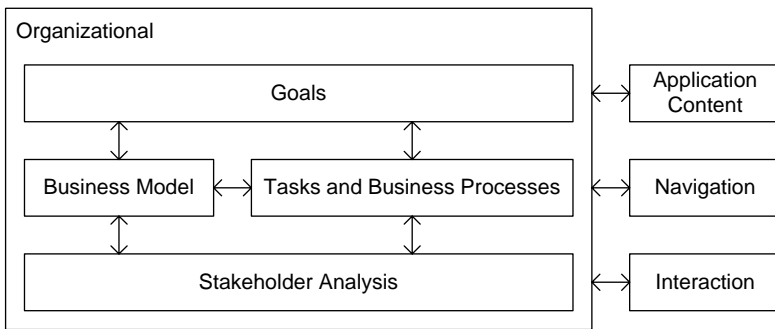 Organizational
Goals
Application
Content
Business Model
Tasks and Business Processes
Navigation
Stakeholder Analysis
Interaction